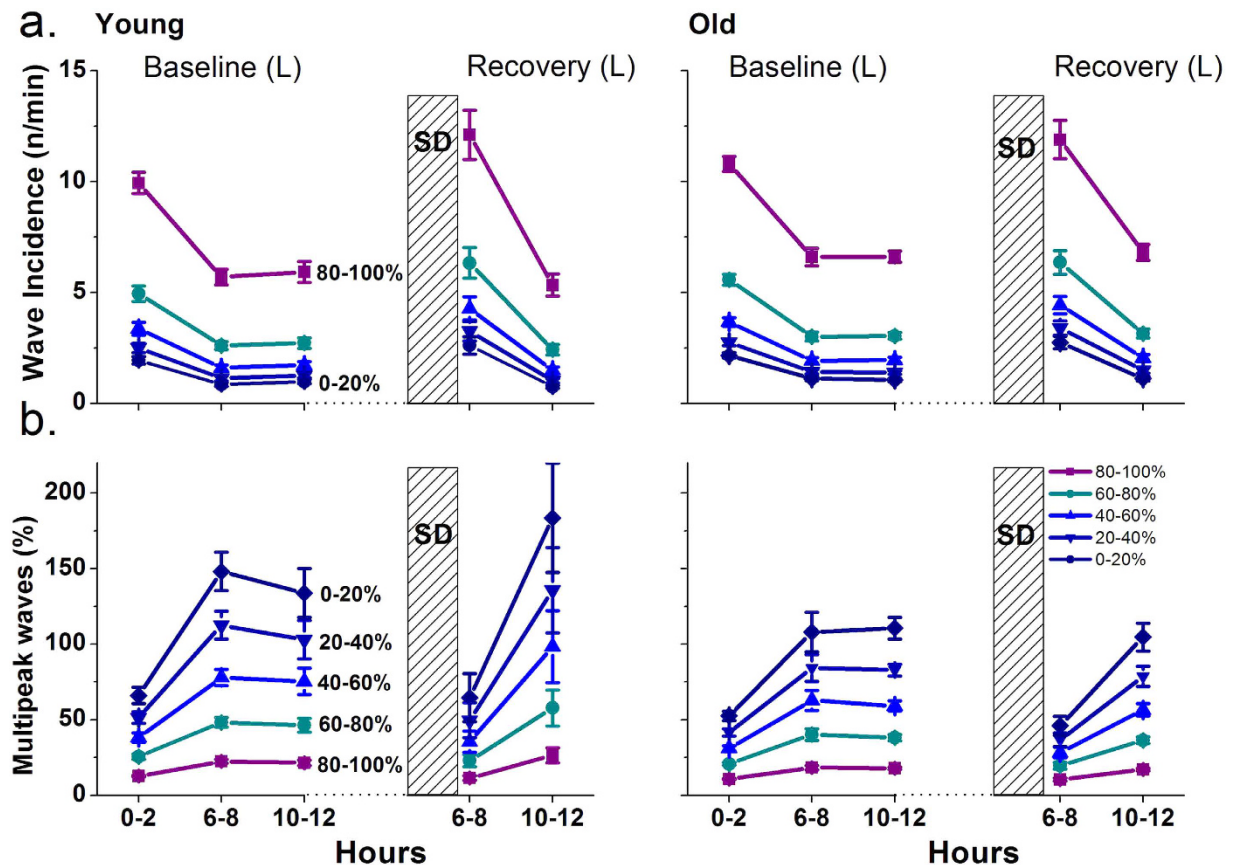 a.
Young
Old
Baseline (L)
Recovery (L)
Baseline (L)
Recovery (L)
Wave Incidence (n/min)
15
10
5
0
SD
80-100%
0-20%
SD
b.
Multipeak waves (%)
200
150
100
50
0
SD
0-20%
20-40%
40-60%
60-80%
80-100%
SD
80-100%
60-80%
40-60%
20-40%
0-20%
0-2 6-8 10-12 6-8 10-12
0-2 6-8 10-12 6-8 10-12
Hours
Hours